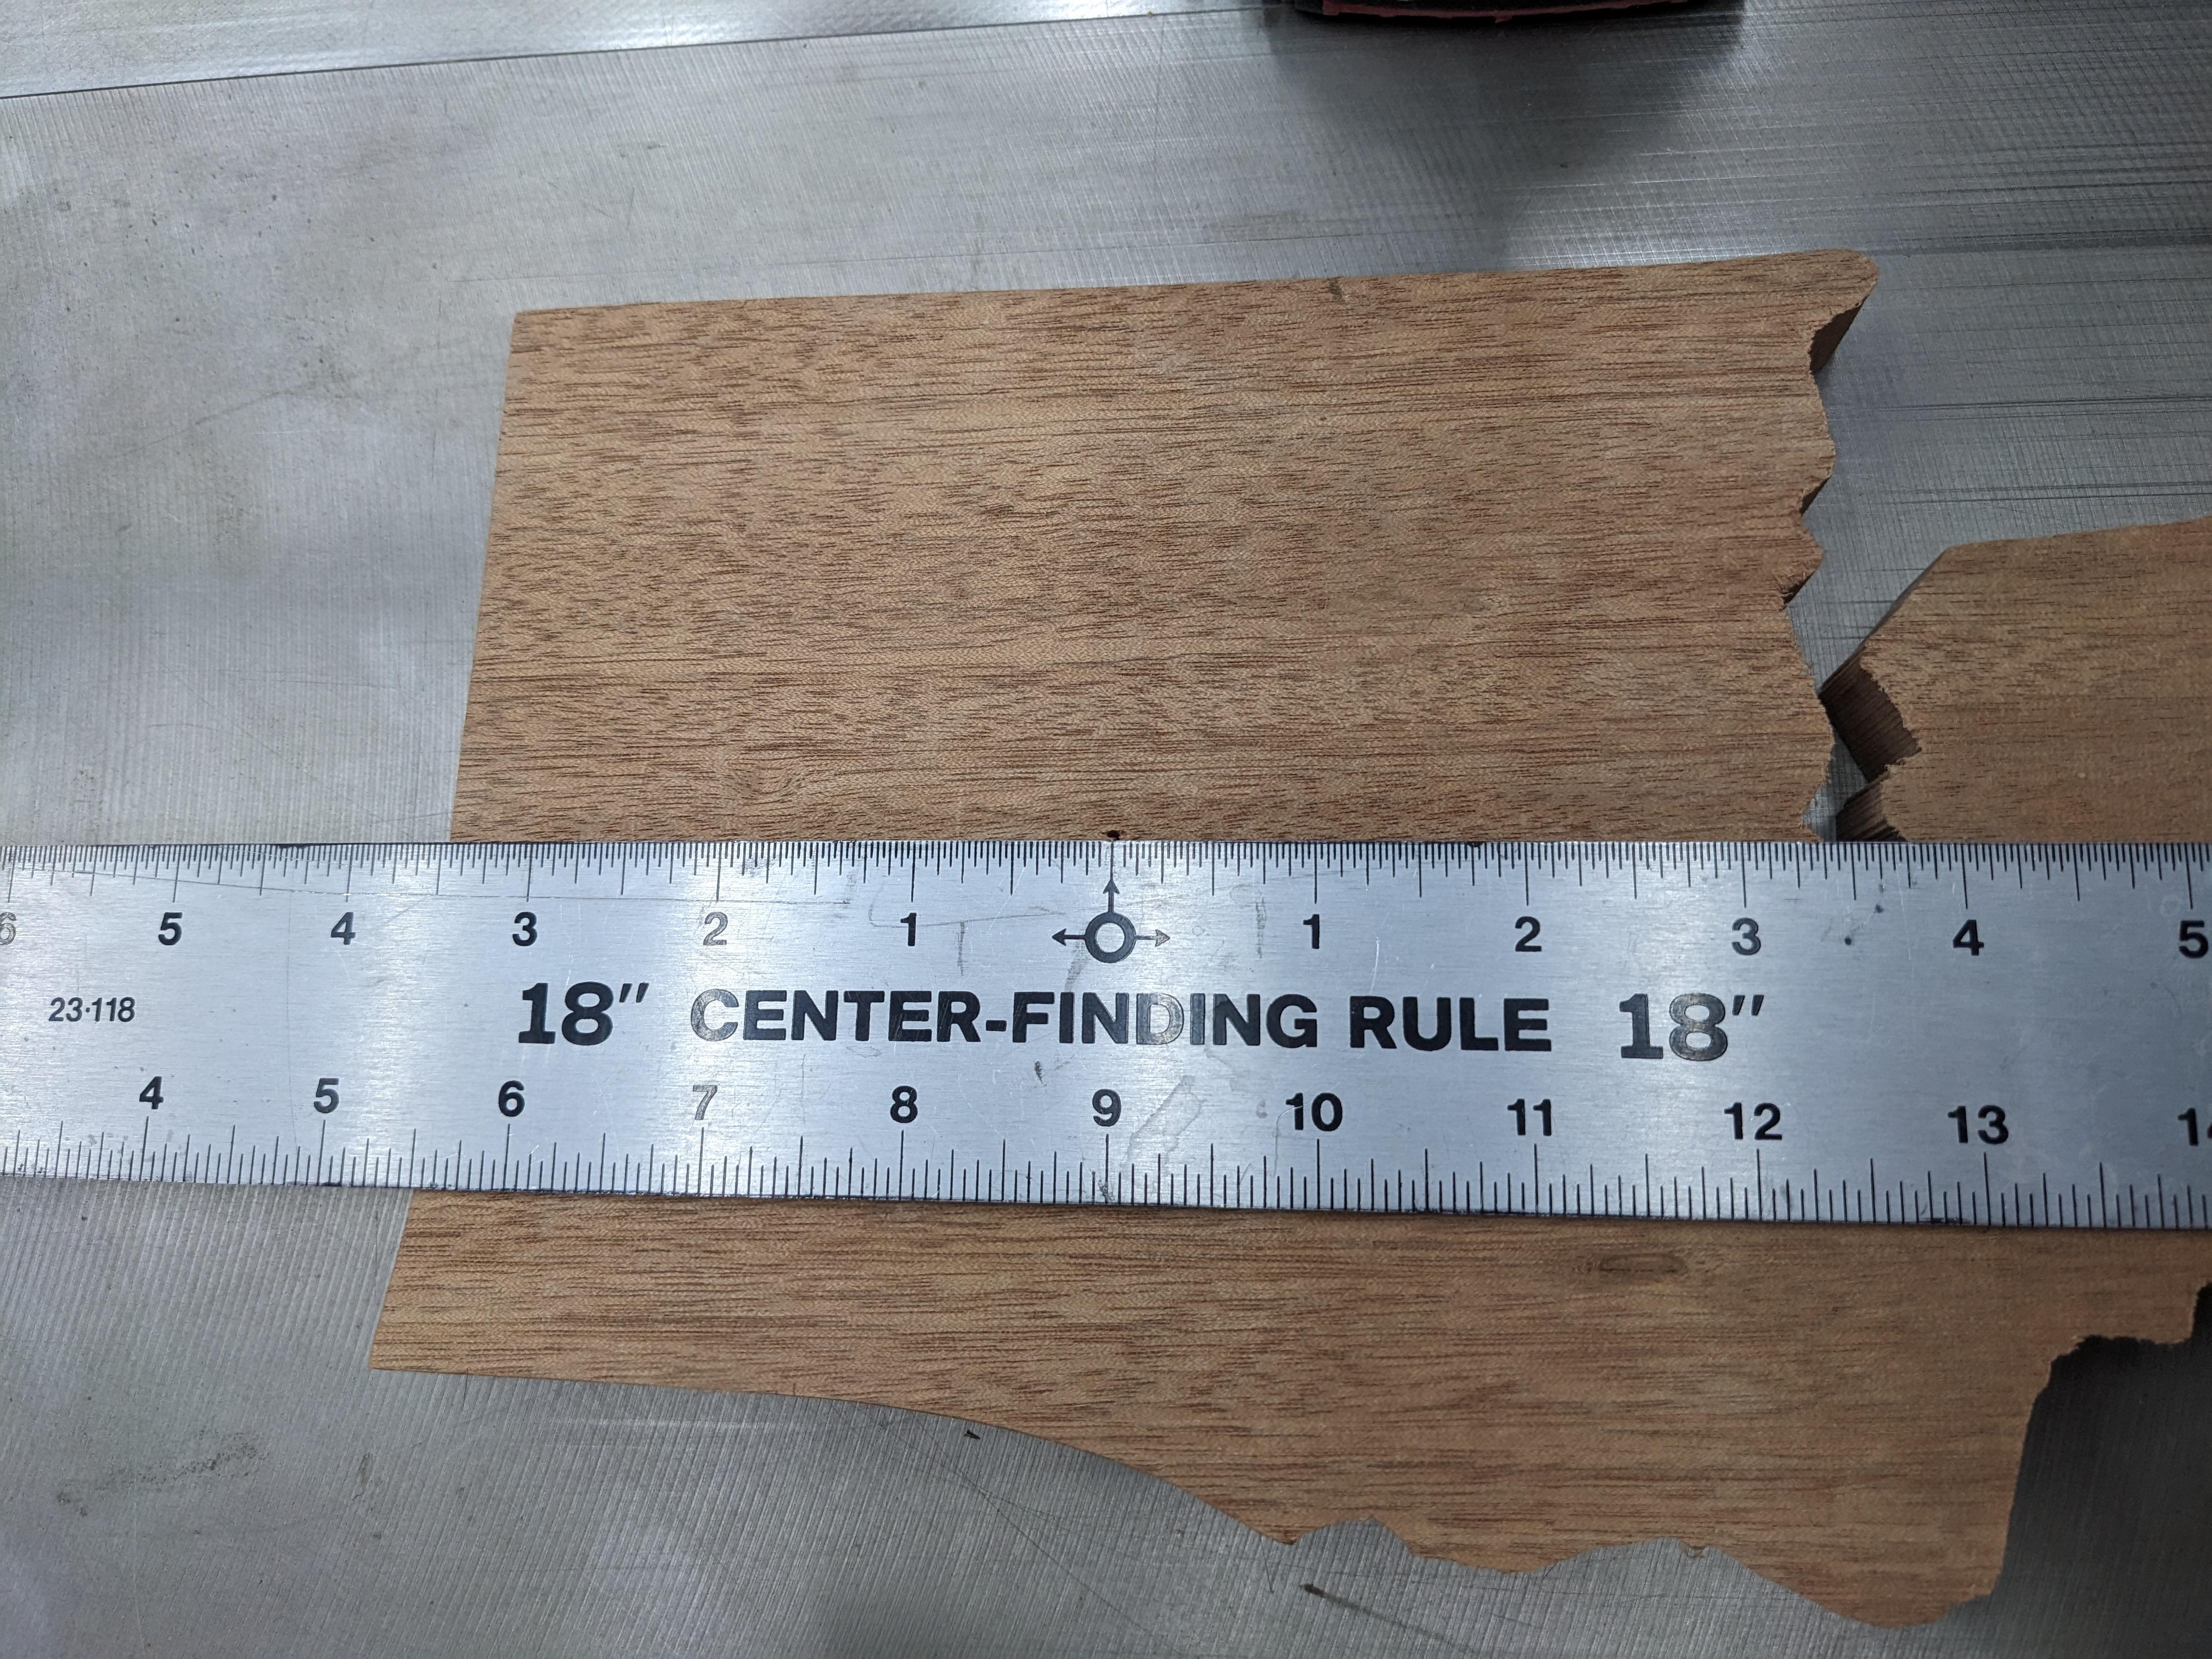 6 5 4 3 2 1 1 2 3 4 5
18" CENTER-FINDING RULE 18"
23-118
4 5 6 7 8 9 10 11 12 13